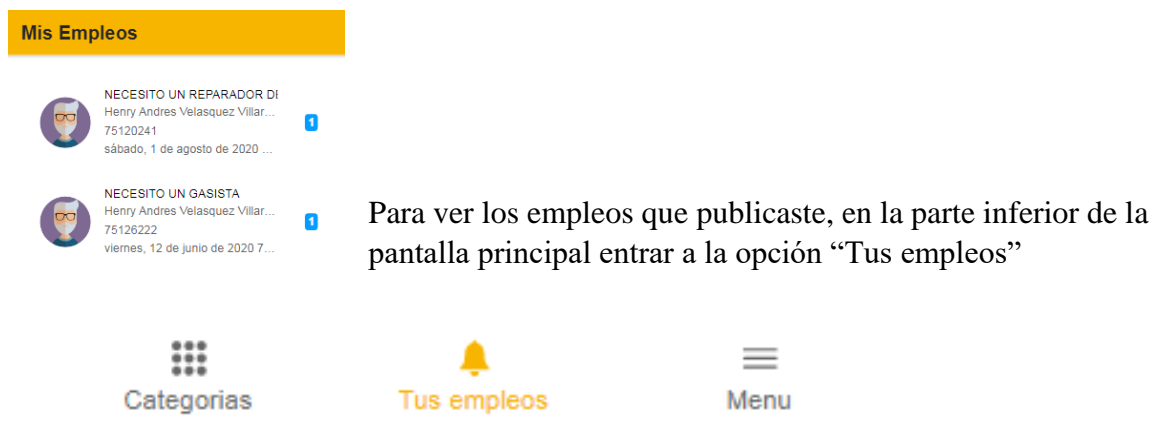 Mis Empleos
NECESITO UN REPARADOR DE
Henry Andres Velasquez Villar...
75120241
sábado, 1 de agosto de 2020 ...
1
NECESITO UN GASISTA
Henry Andres Velasquez Villar...
75126222
viernes, 12 de junio de 2020 7...
1
Para ver los empleos que publicaste, en la parte inferior de la
pantalla principal entrar a la opción “Tus empleos”
Categorias
Tus empleos
Menu